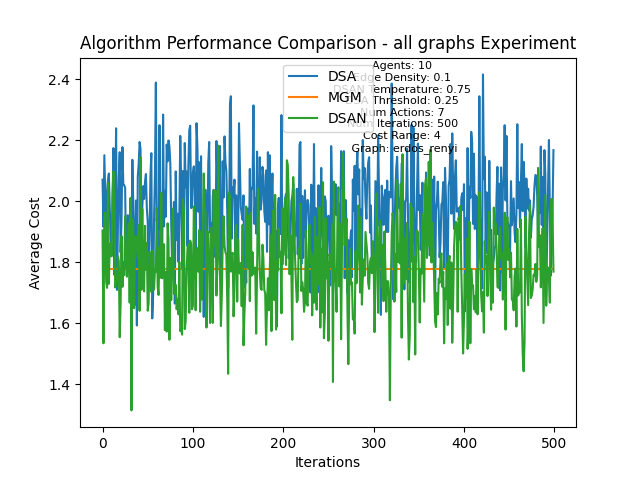 Algorithm Performance Comparison - all graphs Experiment
2.4
2.2
2.0
1.8
1.6
1.4
Average Cost
DSA
MGM
DSAN
Agents: 10
Edge Density: 0.1
DSAN Temperature: 0.75
Threshold: 0.25
Num Actions: 7
Num Iterations: 500
Cost Range: 4
Graph: erdos_renyi
0
100
200
300
400
500
Iterations